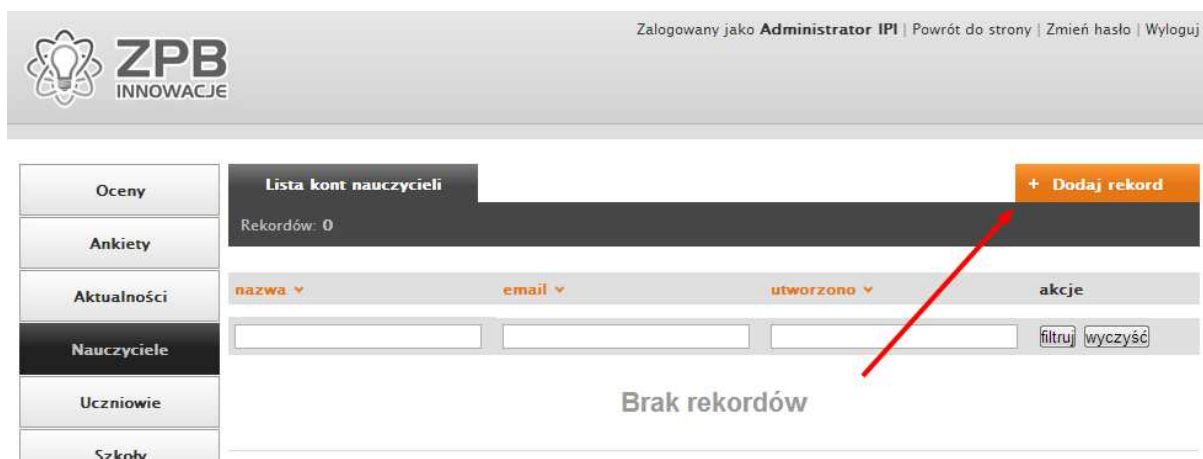 Zalogowany jako Administrator IPI | Powrót do strony | Zmień hasło | Wyloguj
ZPB
INNOWACJE
Oceny
Ankiety
Aktualności
Nauczyciele
Uczniowie
Szkoły
Lista kont nauczycieli
+ Dodaj rekord
Rekordów: 0
nazwa email utworzono akcje
filtruj wyczyść
Brak rekordów